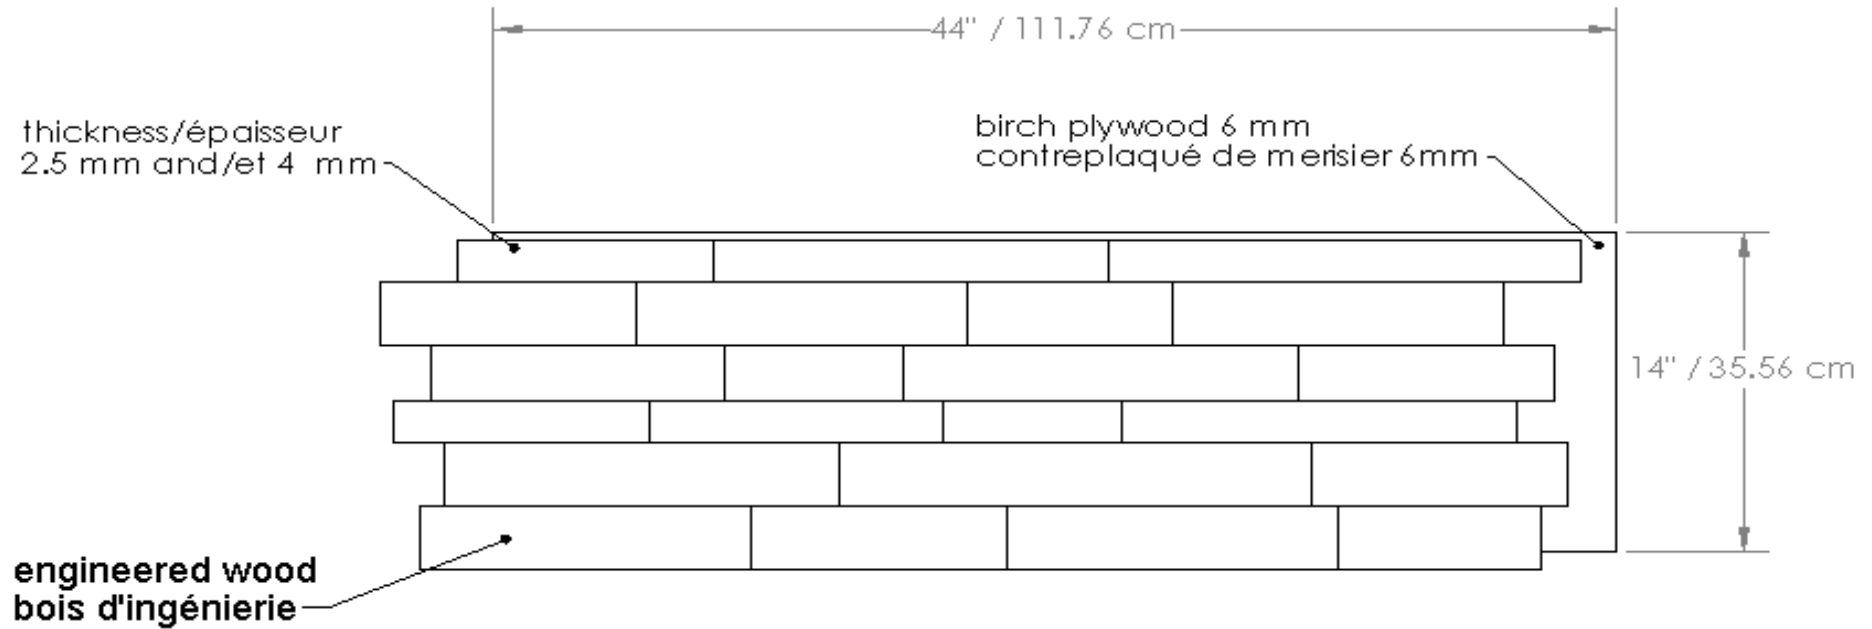 44" / 111.76 cm
thickness/épaisseur
2.5 mm and/et 4 mm
birch plywood 6 mm
contreplaqué de merisier 6mm
14" / 35.56 cm
engineered wood
bois d'ingénierie